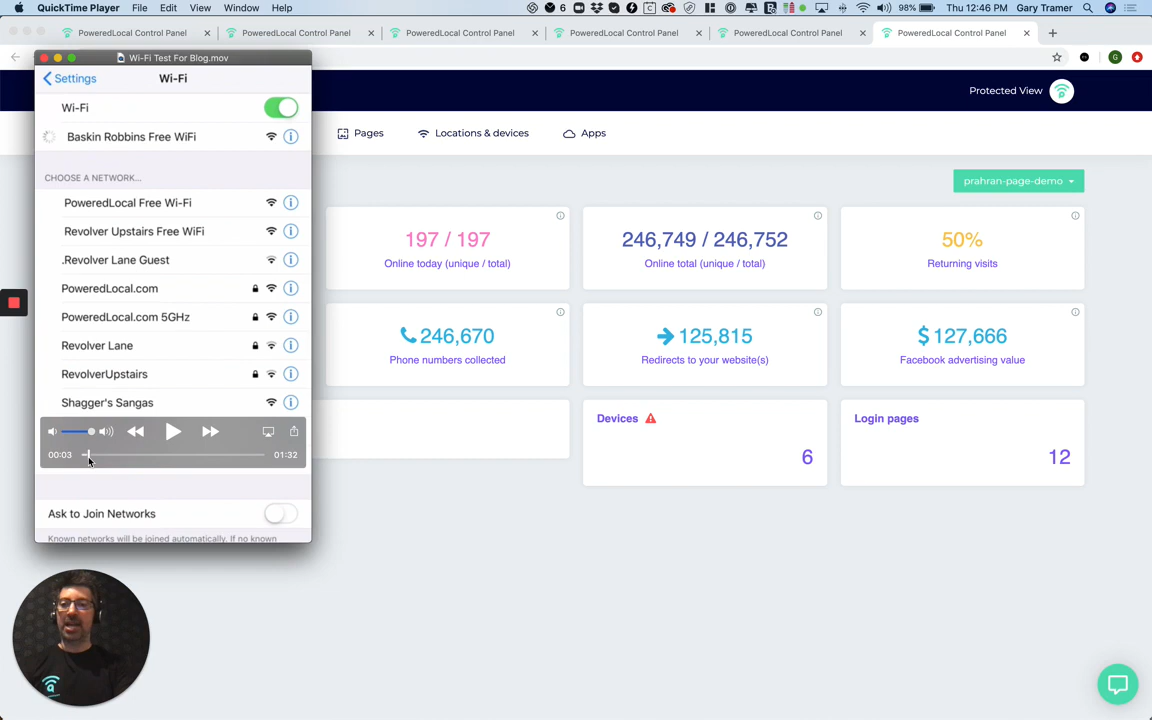 QuickTime Player File Edit View Window Help
6 98% Thu 12:46 PM Gary Tramer
PoweredLocal Control Panel
PoweredLocal Control Panel
PoweredLocal Control Panel
PoweredLocal Control Panel
PoweredLocal Control Panel
PoweredLocal Control Panel
G
Wi-Fi Test For Blog.mov
Settings Wi-Fi
Wi-Fi
Baskin Robbins Free WiFi
CHOOSE A NETWORK...
PoweredLocal Free Wi-Fi
Revolver Upstairs Free WiFi
.Revolver Lane Guest
PoweredLocal.com
PoweredLocal.com 5GHz
Revolver Lane
RevolverUpstairs
Shagger's Sangas
00:03 01:32
Ask to Join Networks
Known networks will be joined automatically. If no known
Protected View
Pages Locations & devices Apps
prahran-page-demo
197 / 197
Online today (unique / total)
246,749 / 246,752
Online total (unique / total)
50%
Returning visits
246,670
Phone numbers collected
125,815
Redirects to your website(s)
$127,666
Facebook advertising value
Devices
6
Login pages
12